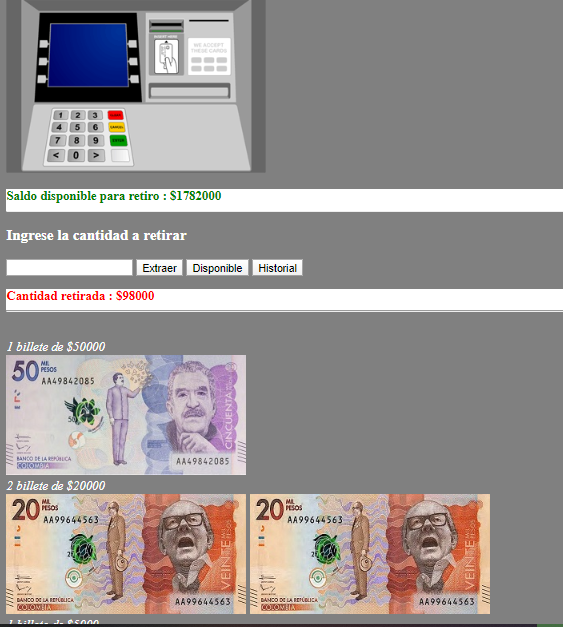 WE ACCEPT
THESE CARDS
1 2 3
4 5 6
7 8 9
< 0 >
Saldo disponible para retiro : $1782000
Ingrese la cantidad a retirar
Extraer Disponible Historial
Cantidad retirada : $98000
1 billete de $50000
50 MIL PESOS
AA49842085
CINCUENTA
BANCO DE LA REPÚBLICA
COLOMBIA
AA49842085
2 billete de $20000
20 MIL PESOS AA99644563 20 MIL PESOS AA99644563
VEINTE MIL PESOS VEINTE MIL PESOS
BANCO DE LA REPÚBLICA BANCO DE LA REPÚBLICA
COLOMBIA AA99644563 COLOMBIA AA99644563
1 billete de $5000